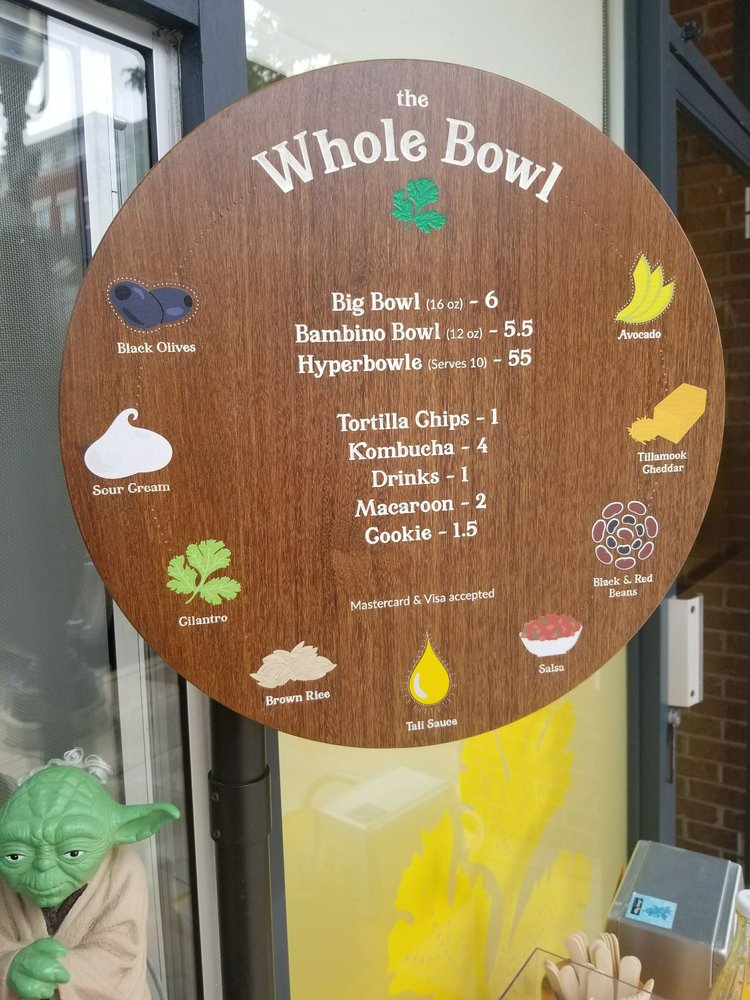 the
Whole Bowl
Big Bowl (16 oz) - 6
Bambino Bowl (12 oz) - 5.5
Hyperbowle (Serves 10) - 55
Tortilla Chips - 1
Kombucha - 4
Drinks - 1
Macaroon - 2
Cookie - 1.5
Mastercard & Visa accepted
Black Olives
Sour Cream
Cilantro
Brown Rice
Tali Sauce
Salsa
Black & Red
Beans
Tillamook
Cheddar
Avocado